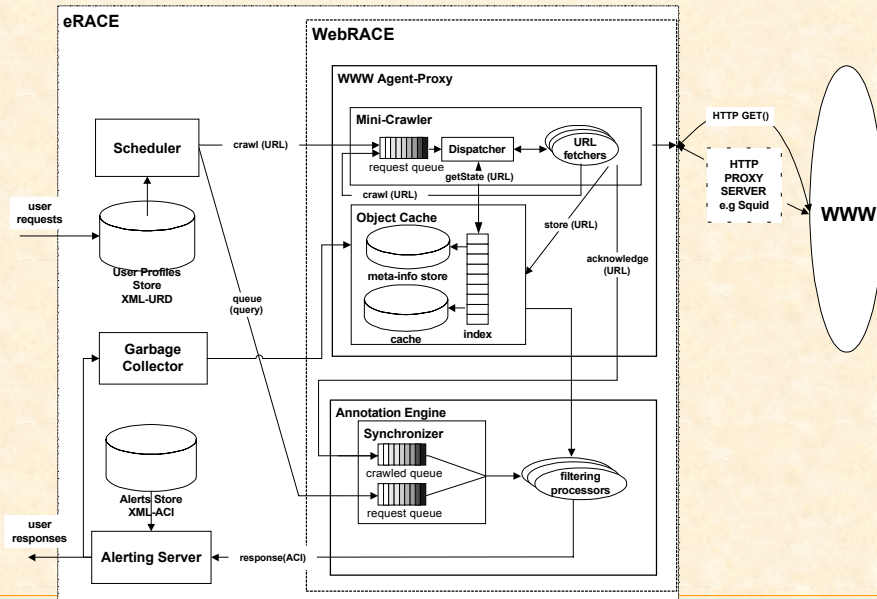 eRACE
WebRACE
WWW Agent-Proxy
Mini-Crawler
Scheduler
crawl (URL)
request queue
Dispatcher
URL
fetchers
getState (URL)
crawl (URL)
HTTP GET()
HTTP
PROXY
SERVER
e.g Squid
WWW
user
requests
User Profiles
Store
XML-URD
Object Cache
meta-info store
cache
index
store (URL)
acknowledge
(URL)
queue
(query)
Garbage
Collector
Annotation Engine
Synchronizer
crawled queue
request queue
filtering
processors
Alerts Store
XML-ACI
user
responses
Alerting Server
response(ACI)